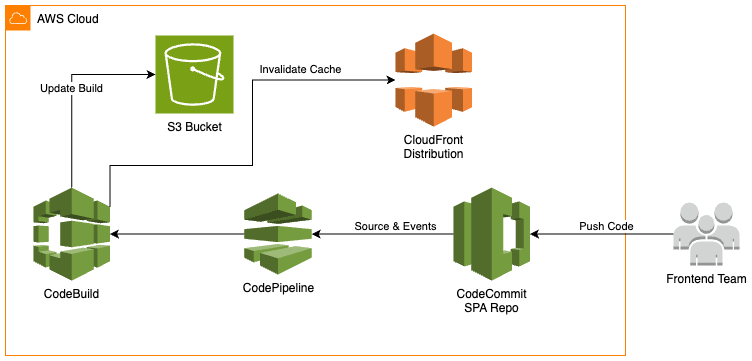 AWS Cloud
Invalidate Cache
Update Build
S3 Bucket
CloudFront
Distribution
Source & Events
Push Code
CodeBuild
CodePipeline
CodeCommit
SPA Repo
Frontend Team